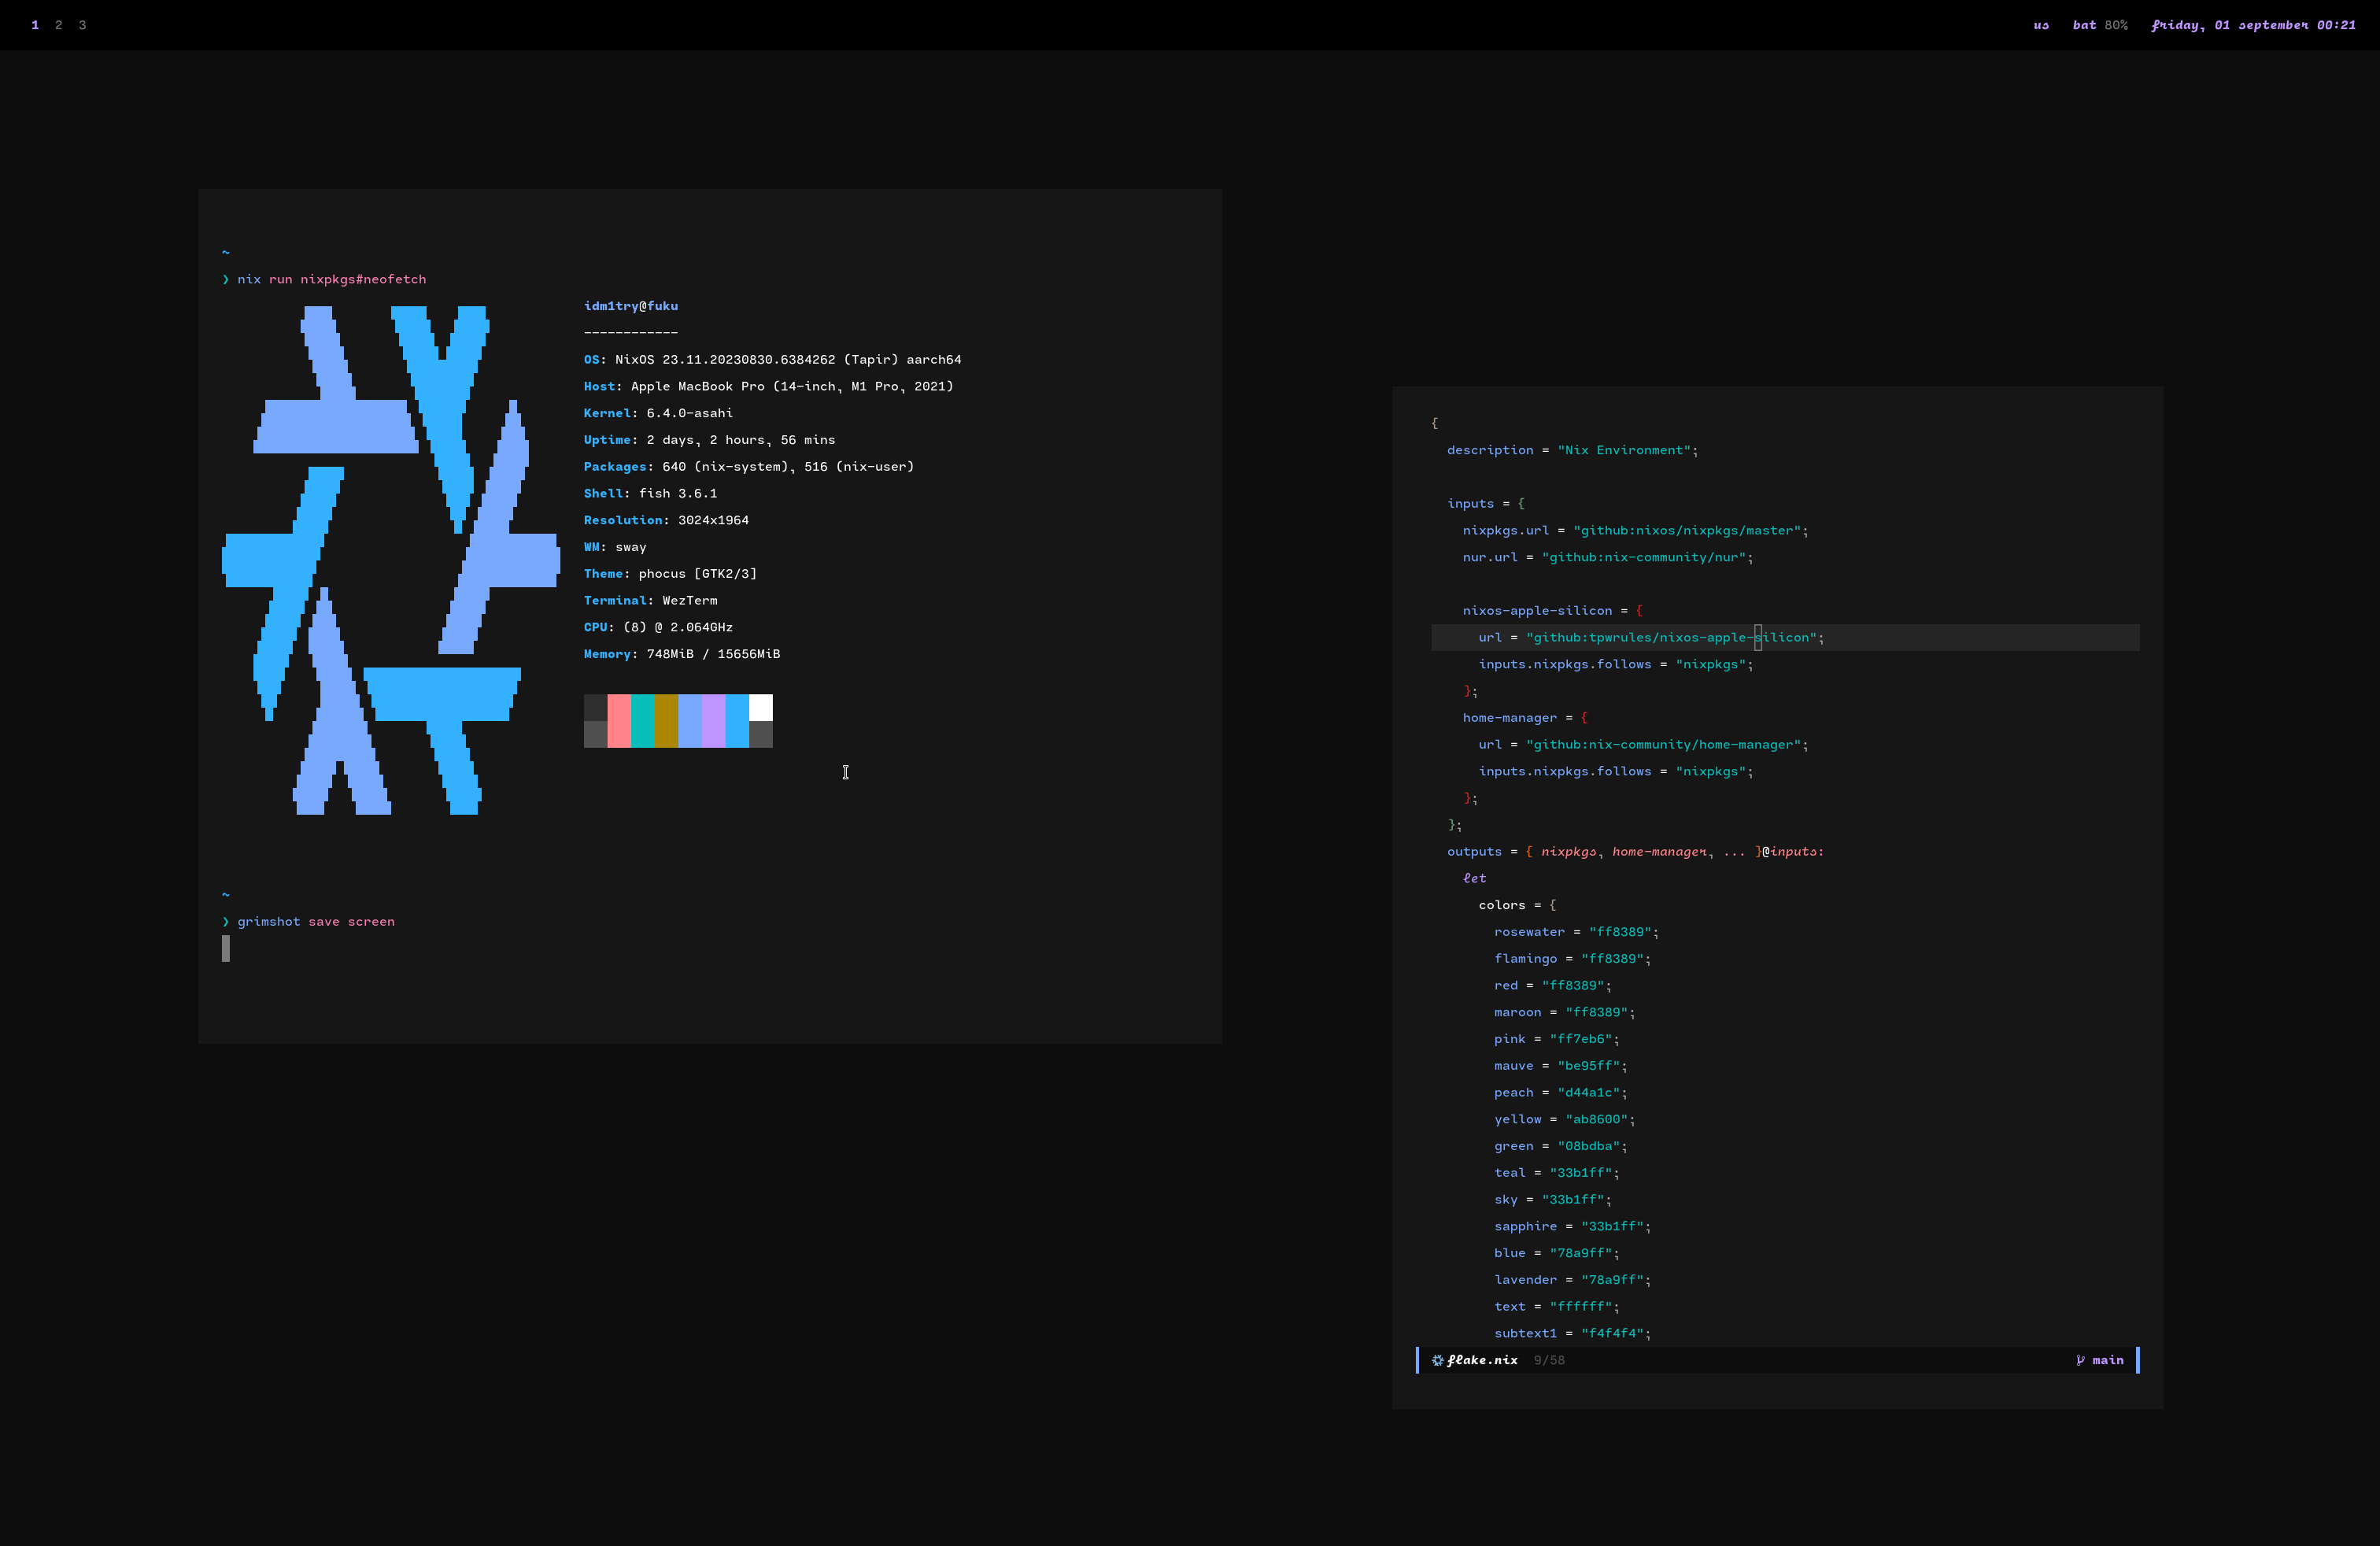 1 2 3
us bat 80% friday, 01 september 00:21
~
❯ nix run nixpkgs#neofetch
idm1try@fuku
------------
OS: NixOS 23.11.20230830.6384262 (Tapir) aarch64
Host: Apple MacBook Pro (14-inch, M1 Pro, 2021)
Kernel: 6.4.0-asahi
Uptime: 2 days, 2 hours, 56 mins
Packages: 640 (nix-system), 516 (nix-user)
Shell: fish 3.6.1
Resolution: 3024x1964
WM: sway
Theme: phocus [GTK2/3]
Terminal: WezTerm
CPU: (8) @ 2.064GHz
Memory: 748MiB / 15656MiB
~
❯ grimshot save screen
{
  description = "Nix Environment";
  inputs = {
    nixpkgs.url = "github:nixos/nixpkgs/master";
    nur.url = "github:nix-community/nur";
    nixos-apple-silicon = {
      url = "github:tpwrules/nixos-apple-silicon";
      inputs.nixpkgs.follows = "nixpkgs";
    };
    home-manager = {
      url = "github:nix-community/home-manager";
      inputs.nixpkgs.follows = "nixpkgs";
    };
  };
  outputs = { nixpkgs, home-manager, ... }@inputs:
    let
      colors = {
        rosewater = "ff8389";
        flamingo = "ff8389";
        red = "ff8389";
        maroon = "ff8389";
        pink = "ff7eb6";
        mauve = "be95ff";
        peach = "d44a1c";
        yellow = "ab8600";
        green = "08bdba";
        teal = "33b1ff";
        sky = "33b1ff";
        sapphire = "33b1ff";
        blue = "78a9ff";
        lavender = "78a9ff";
        text = "ffffff";
        subtext1 = "f4f4f4";
flake.nix 9/58 main